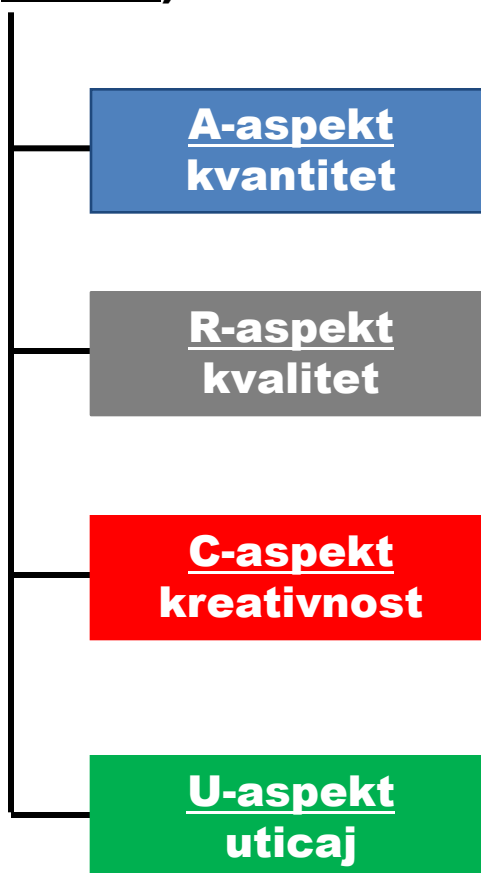 A-aspekt
kvantitet
R-aspekt
kvalitet
C-aspekt
kreativnost
U-aspekt
uticaj